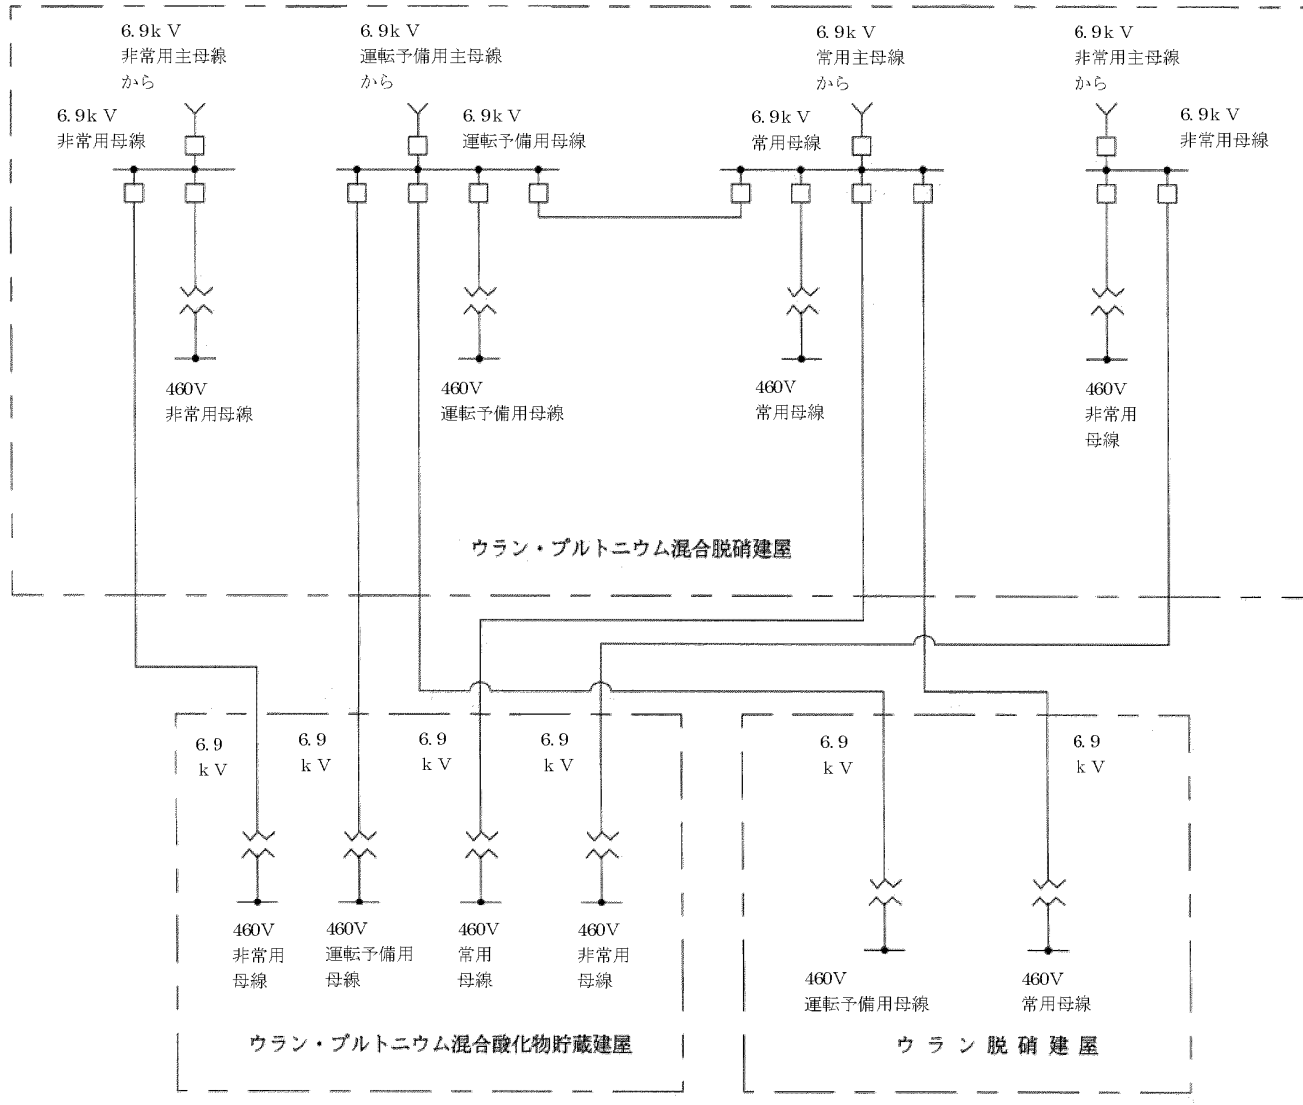 6.9kV
非常用主母線
から
6.9kV
運転予備用主母線
から
6.9kV
常用主母線
から
6.9kV
非常用主母線
から
6.9kV
非常用母線
6.9kV
運転予備用母線
6.9kV
常用母線
6.9kV
非常用母線
460V
非常用母線
460V
運転予備用母線
460V
常用母線
460V
非常用
母線
ウラン・プルトニウム混合脱硝建屋
6.9
kV
6.9
kV
6.9
kV
6.9
kV
6.9
kV
6.9
kV
460V
非常用
母線
460V
運転予備用
母線
460V
常用
母線
460V
非常用
母線
460V
運転予備用母線
460V
常用母線
ウラン・プルトニウム混合酸化物貯蔵建屋
ウラン脱硝建屋